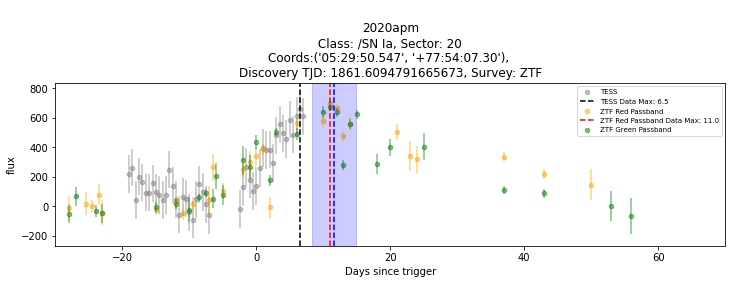 2020apm
Class: /SN Ia, Sector: 20
Coords:('05:29:50.547', '+77:54:07.30'),
Discovery TJD: 1861.6094791665673, Survey: ZTF
800
600
400
200
0
−200
flux
TESS
TESS Data Max: 6.5
ZTF Red Passband
ZTF Red Passband Data Max: 11.0
ZTF Green Passband
−20
0
20
40
60
Days since trigger